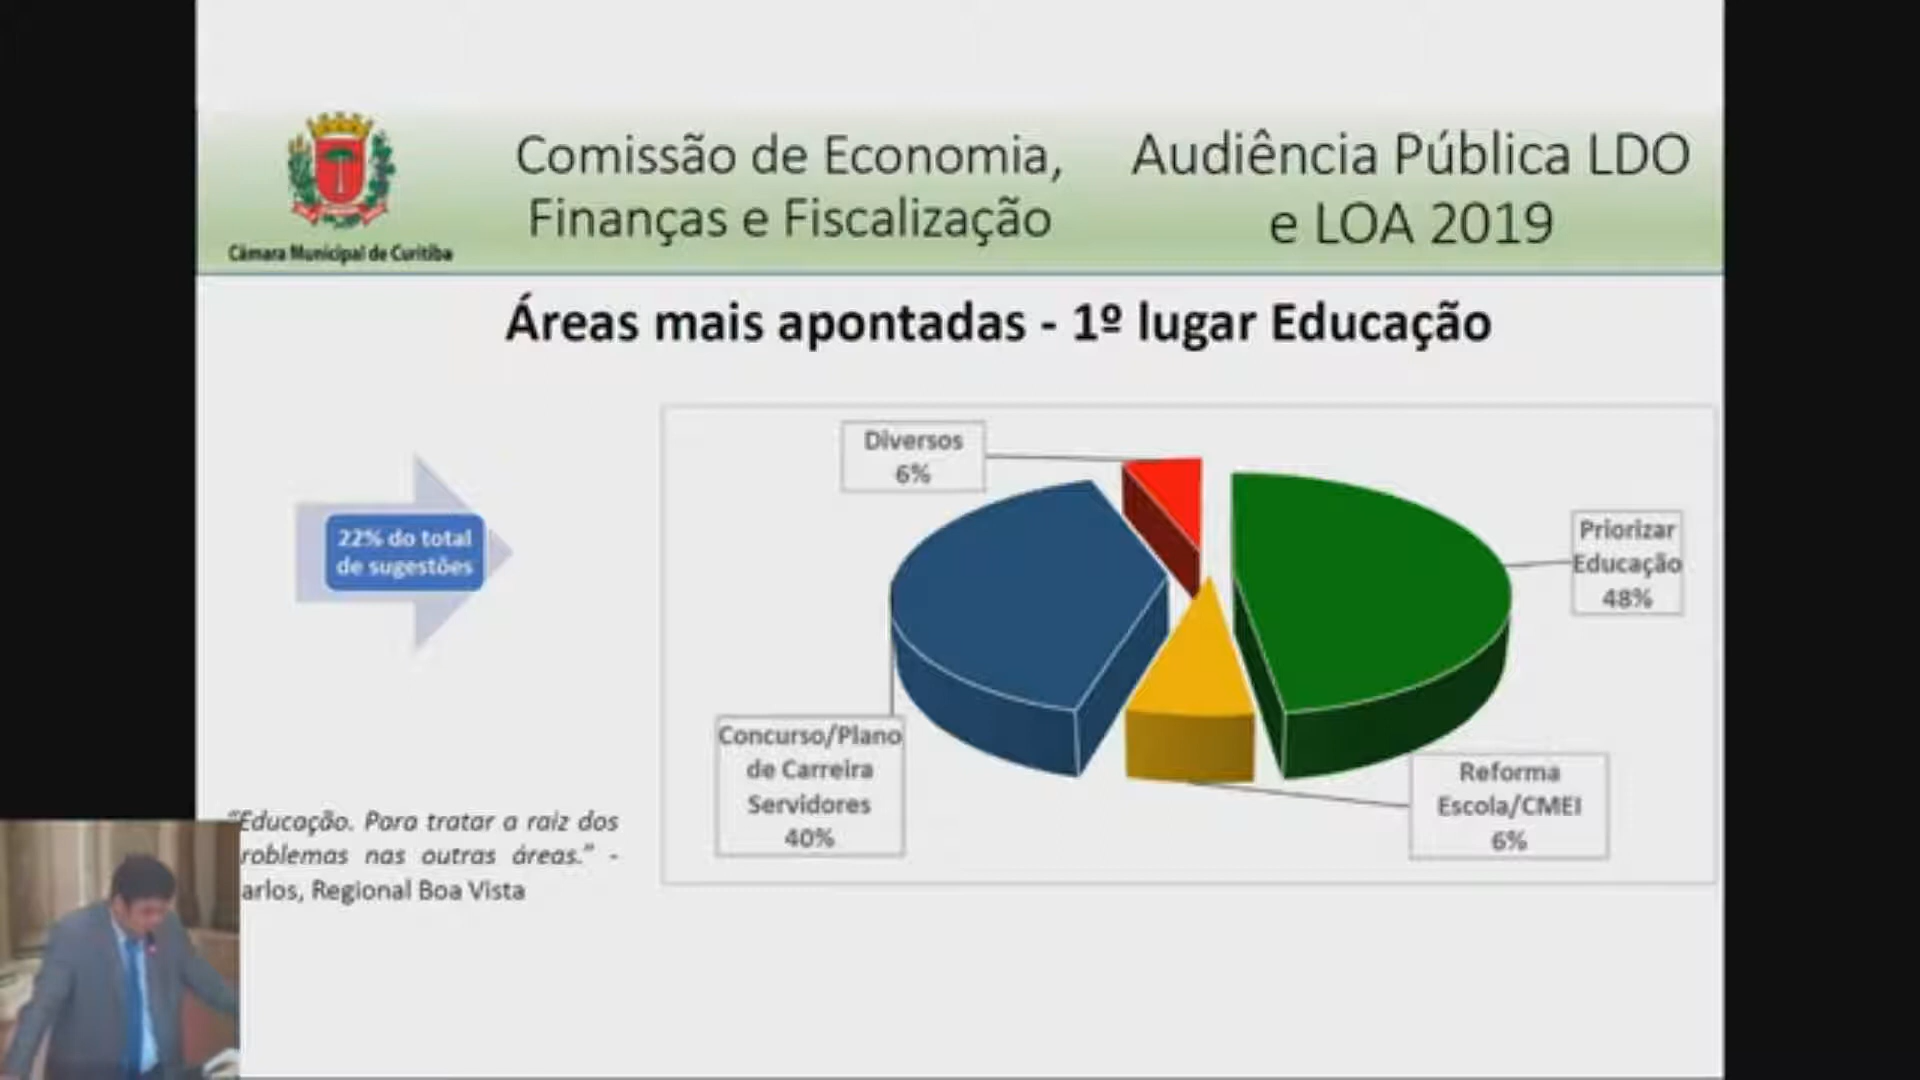 Câmara Municipal de Curitiba
Comissão de Economia,
Finanças e Fiscalização
Audiência Pública LDO
e LOA 2019
Áreas mais apontadas - 1º lugar Educação
22% do total
de sugestões
Diversos
6%
Priorizar
Educação
48%
Concurso/Plano
de Carreira
Servidores
40%
Reforma
Escola/CMEI
6%
“Educação. Para tratar a raiz dos
roblemas nas outras áreas.” -
arlos, Regional Boa Vista